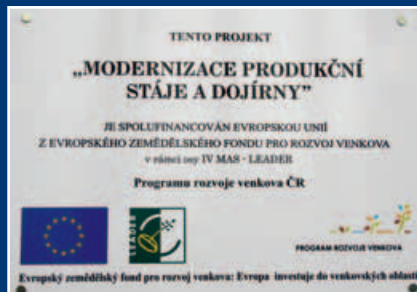 TENTO PROJEKT
„MODERNIZACE PRODUKČNÍ
STÁJE A DOJÍRNY”
JE SPOLUFINANCOVÁN EVROPSKOU UNIÍ
Z EVROPSKÉHO ZEMĚDĚLSKÉHO FONDU PRO ROZVOJ VENKOVA
v rámci osy IV MAS - LEADER
Programu rozvoje venkova ČR
LEADER
PROGRAM ROZVOJE VENKOVA
Evropský zemědělský fond pro rozvoj venkova: Evropa investuje do venkovských oblastí